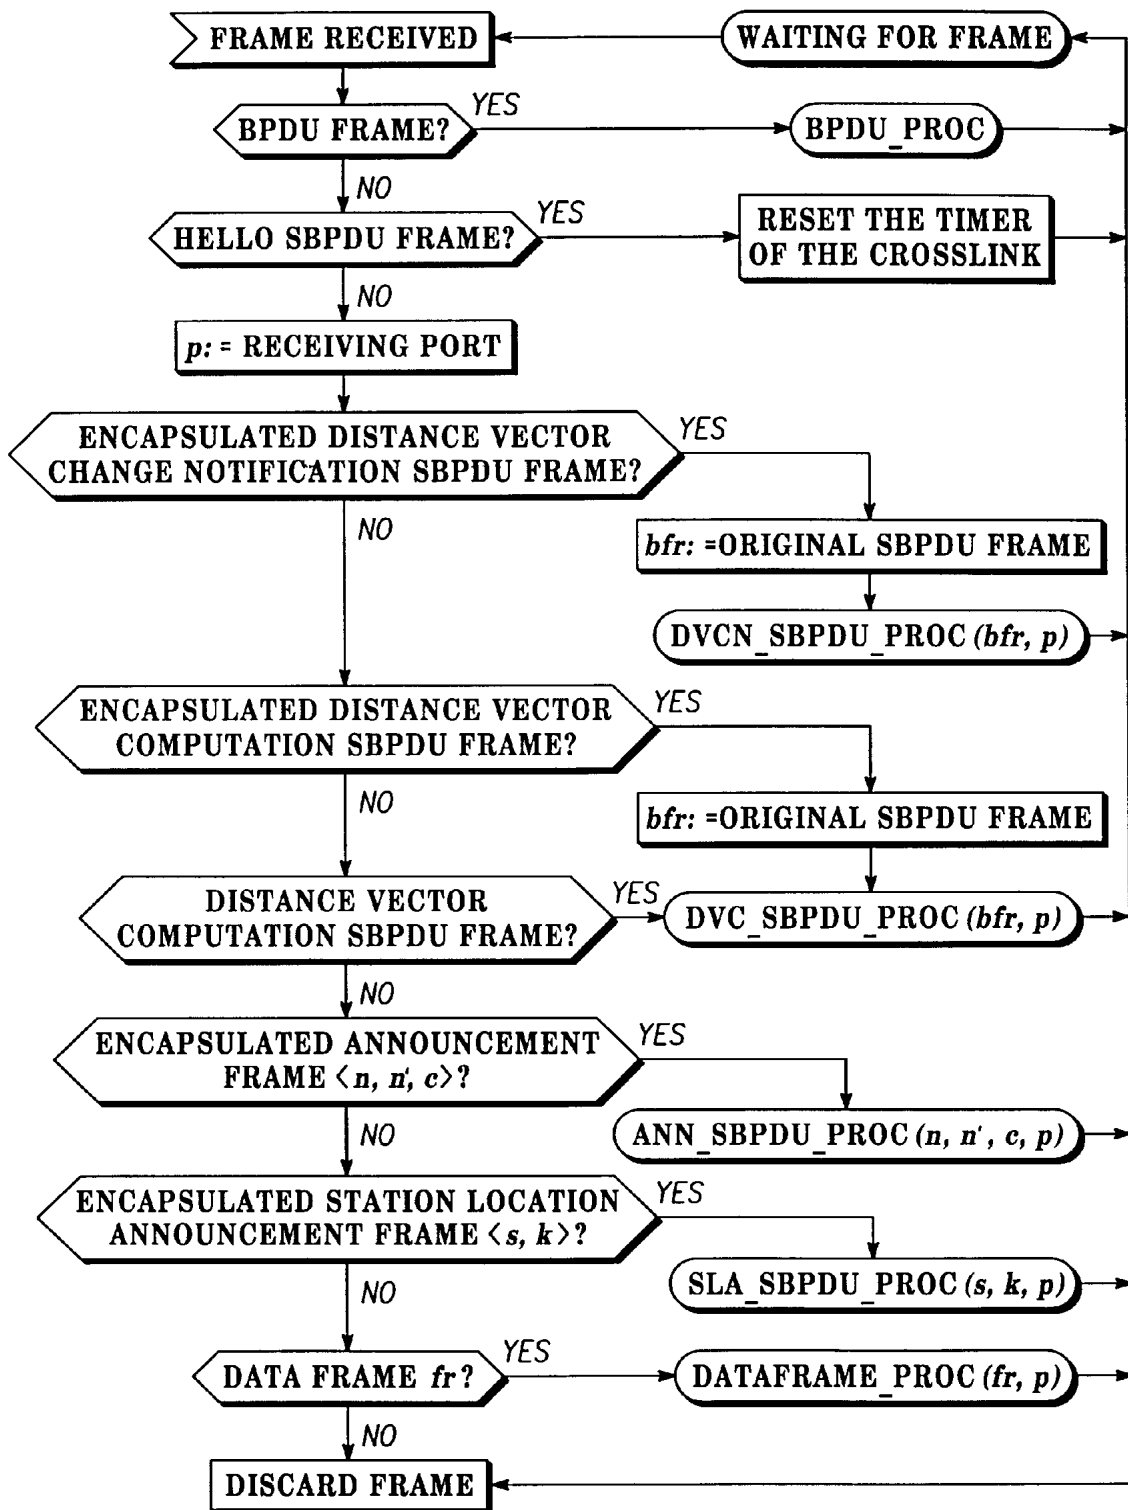 FRAME RECEIVED
WAITING FOR FRAME
BPDU FRAME?
YES
BPDU_PROC
NO
HELLO SBPDU FRAME?
YES
RESET THE TIMER
OF THE CROSSLINK
NO
p: = RECEIVING PORT
ENCAPSULATED DISTANCE VECTOR
CHANGE NOTIFICATION SBPDU FRAME?
YES
NO
bfr: =ORIGINAL SBPDU FRAME
DVCN_SBPDU_PROC (bfr, p)
ENCAPSULATED DISTANCE VECTOR
COMPUTATION SBPDU FRAME?
YES
NO
bfr: =ORIGINAL SBPDU FRAME
DISTANCE VECTOR
COMPUTATION SBPDU FRAME?
YES
DVC_SBPDU_PROC (bfr, p)
NO
ENCAPSULATED ANNOUNCEMENT
FRAME <n, n', c>?
YES
NO
ANN_SBPDU_PROC (n, n', c, p)
ENCAPSULATED STATION LOCATION
ANNOUNCEMENT FRAME <s, k>?
YES
NO
SLA_SBPDU_PROC (s, k, p)
DATA FRAME fr?
YES
DATAFRAME_PROC (fr, p)
NO
DISCARD FRAME